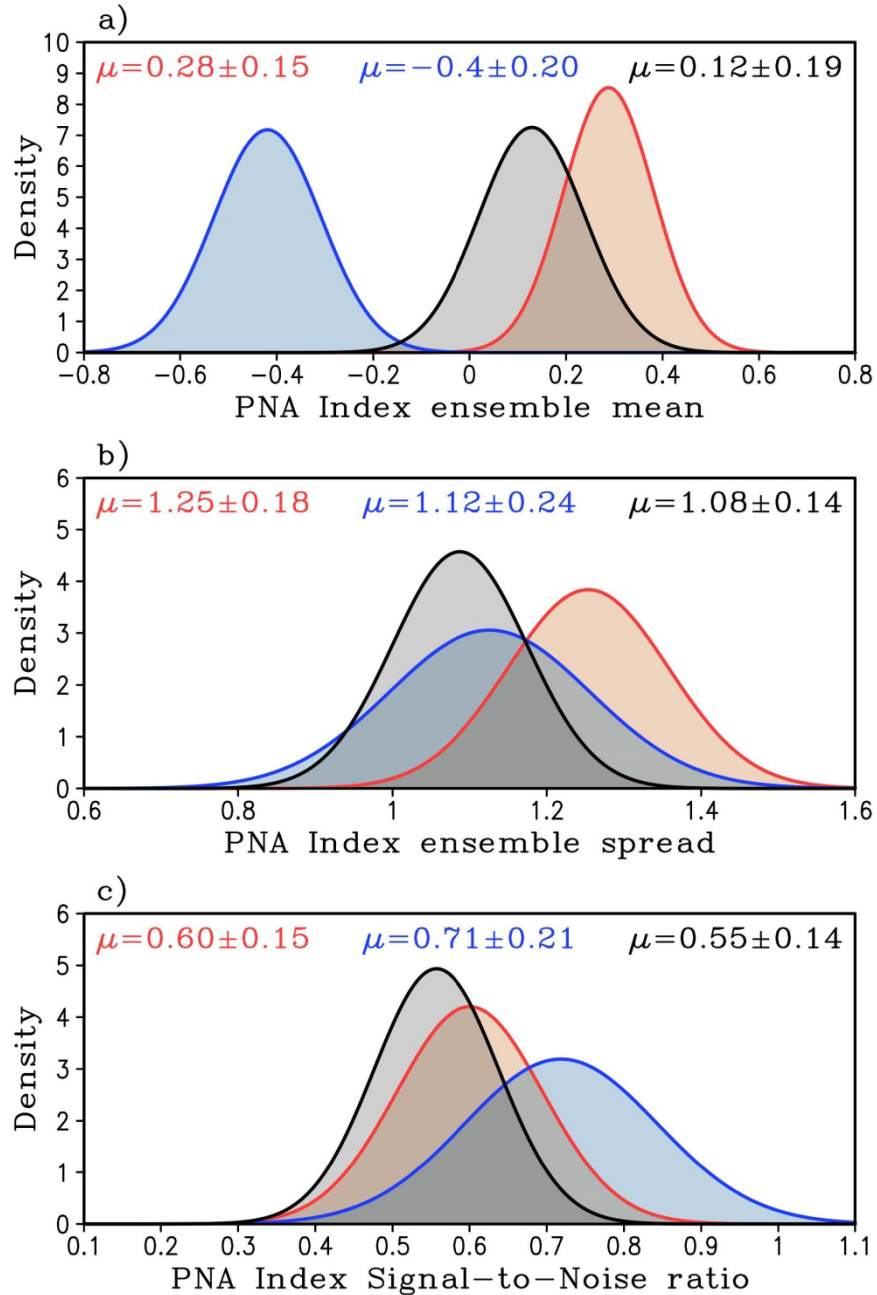 a)
μ=0.28±0.15 μ=−0.4±0.20 μ=0.12±0.19
10
9
8
7
6
5
4
3
2
1
0
Density
−0.8 −0.6 −0.4 −0.2 0 0.2 0.4 0.6 0.8
PNA Index ensemble mean
b)
μ=1.25±0.18 μ=1.12±0.24 μ=1.08±0.14
6
5
4
3
2
1
0
Density
0.6 0.8 1 1.2 1.4 1.6
PNA Index ensemble spread
c)
μ=0.60±0.15 μ=0.71±0.21 μ=0.55±0.14
6
5
4
3
2
1
0
Density
0.1 0.2 0.3 0.4 0.5 0.6 0.7 0.8 0.9 1 1.1
PNA Index Signal−to−Noise ratio